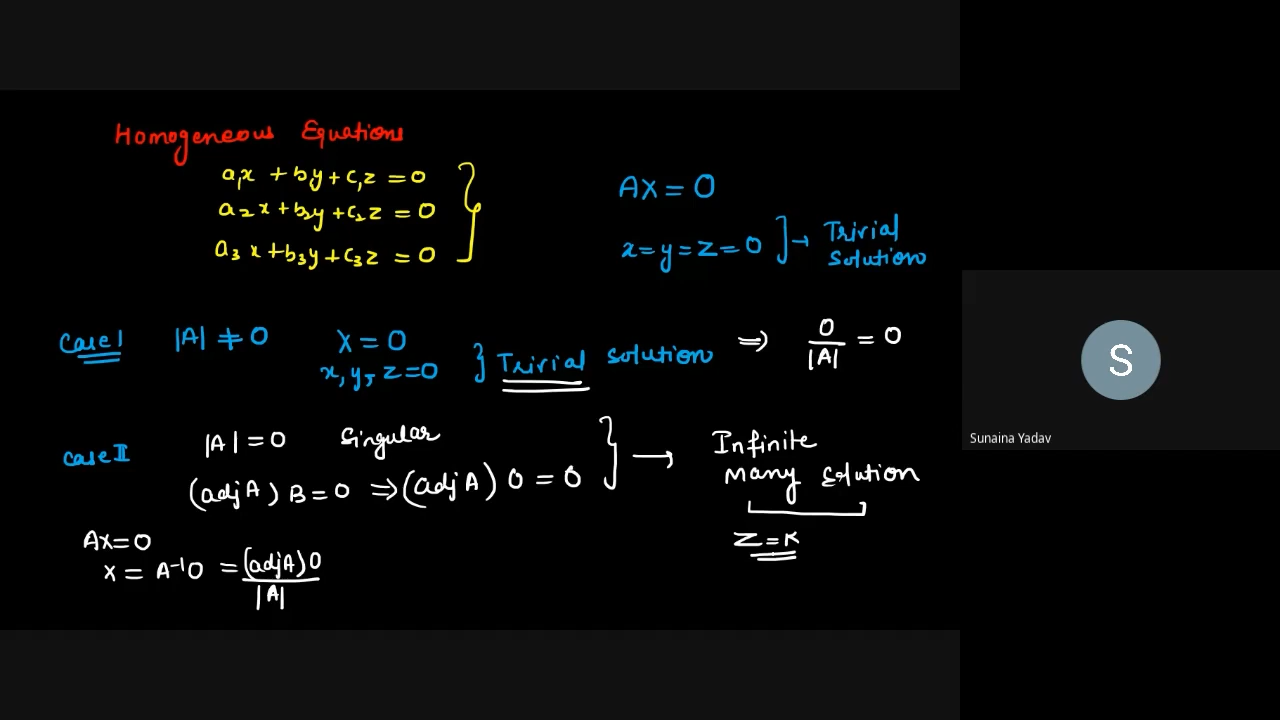 Homogeneous Equations
a₁x + by + c₁z = 0
a₂x + b₂y + c₂z = 0
a₃x + b₃y + c₃z = 0
AX = 0
x = y = z = 0 } → Trivial
solution
Case I |A| ≠ 0 X = 0
x, y, z = 0 } Trivial solution ⇒ 0/|A| = 0
Case II |A| = 0 Singular
(adj A) B = 0 ⇒ (adj A) 0 = 0 } → Infinite
many solution
z = K
Ax = 0
x = A⁻¹0 = (adj A) 0/|A|
S
Sunaina Yadav